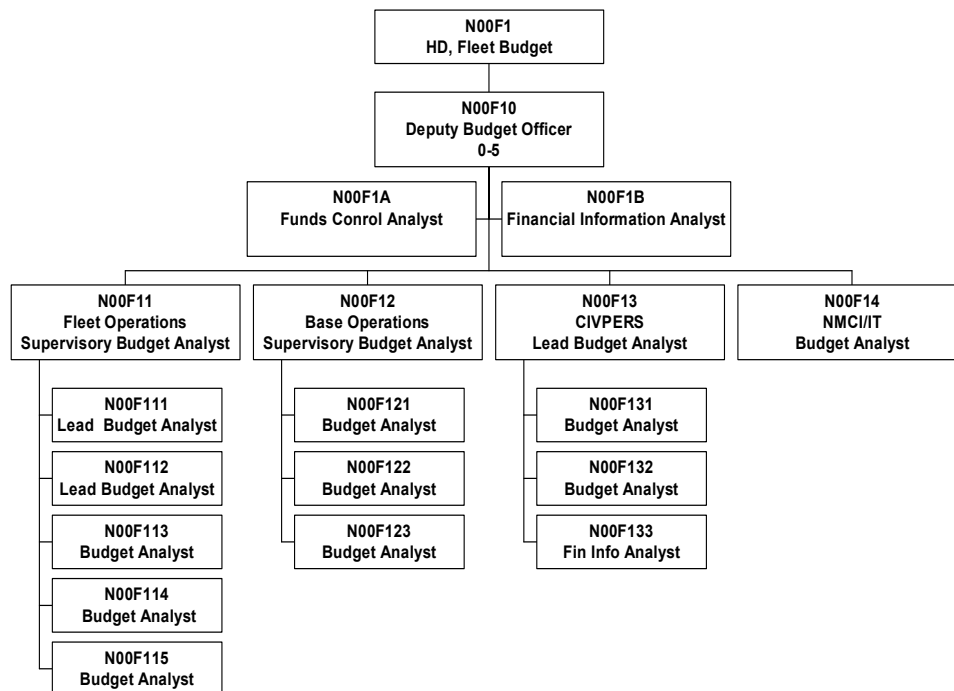 N00F1
HD, Fleet Budget
N00F10
Deputy Budget Officer
0-5
N00F1A
Funds Conrol Analyst
N00F1B
Financial Information Analyst
N00F11
Fleet Operations
Supervisory Budget Analyst
N00F12
Base Operations
Supervisory Budget Analyst
N00F13
CIVPERS
Lead Budget Analyst
N00F14
NMCI/IT
Budget Analyst
N00F111
Lead Budget Analyst
N00F112
Lead Budget Analyst
N00F113
Budget Analyst
N00F114
Budget Analyst
N00F115
Budget Analyst
N00F121
Budget Analyst
N00F122
Budget Analyst
N00F123
Budget Analyst
N00F131
Budget Analyst
N00F132
Budget Analyst
N00F133
Fin Info Analyst